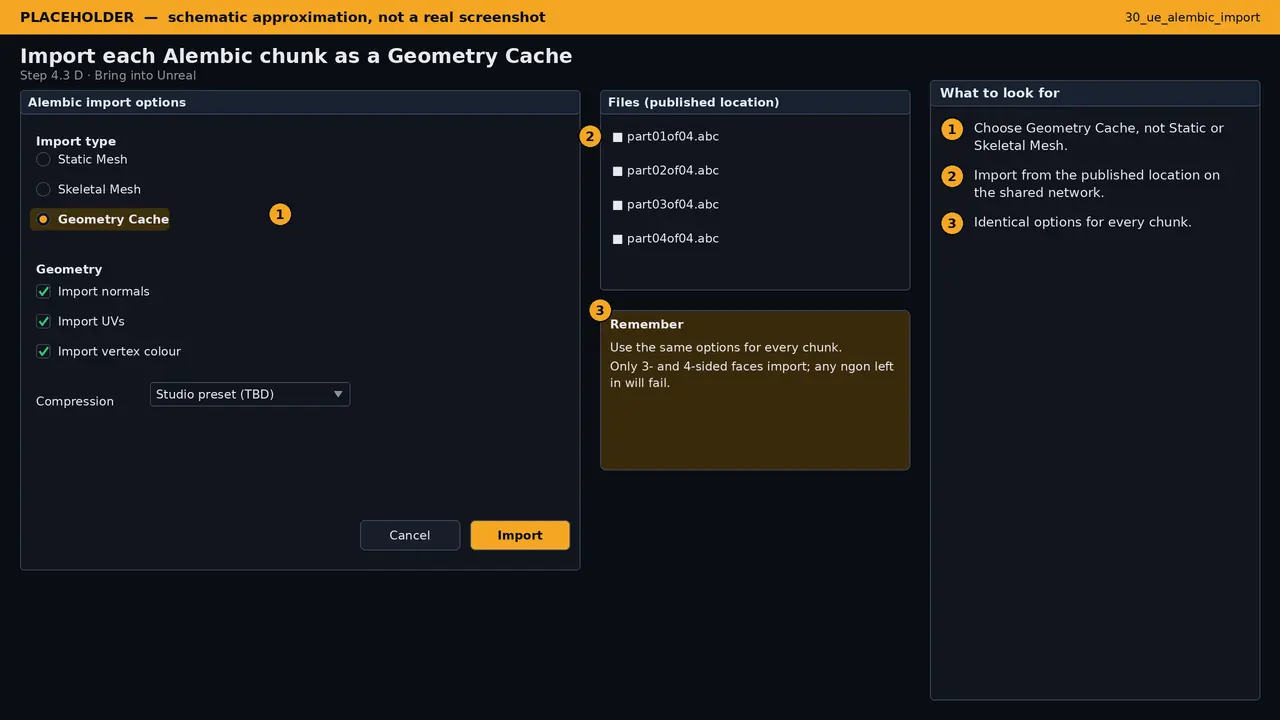 PLACEHOLDER — schematic approximation, not a real screenshot
30_ue_alembic_import
Import each Alembic chunk as a Geometry Cache
Step 4.3 D · Bring into Unreal
Alembic import options
Import type
Static Mesh
Skeletal Mesh
Geometry Cache
1
Geometry
Import normals
Import UVs
Import vertex colour
Compression
Studio preset (TBD)
Cancel
Import
Files (published location)
2
part01of04.abc
part02of04.abc
part03of04.abc
part04of04.abc
3
Remember
Use the same options for every chunk.
Only 3- and 4-sided faces import; any ngon left
in will fail.
What to look for
1
Choose Geometry Cache, not Static or
Skeletal Mesh.
2
Import from the published location on
the shared network.
3
Identical options for every chunk.